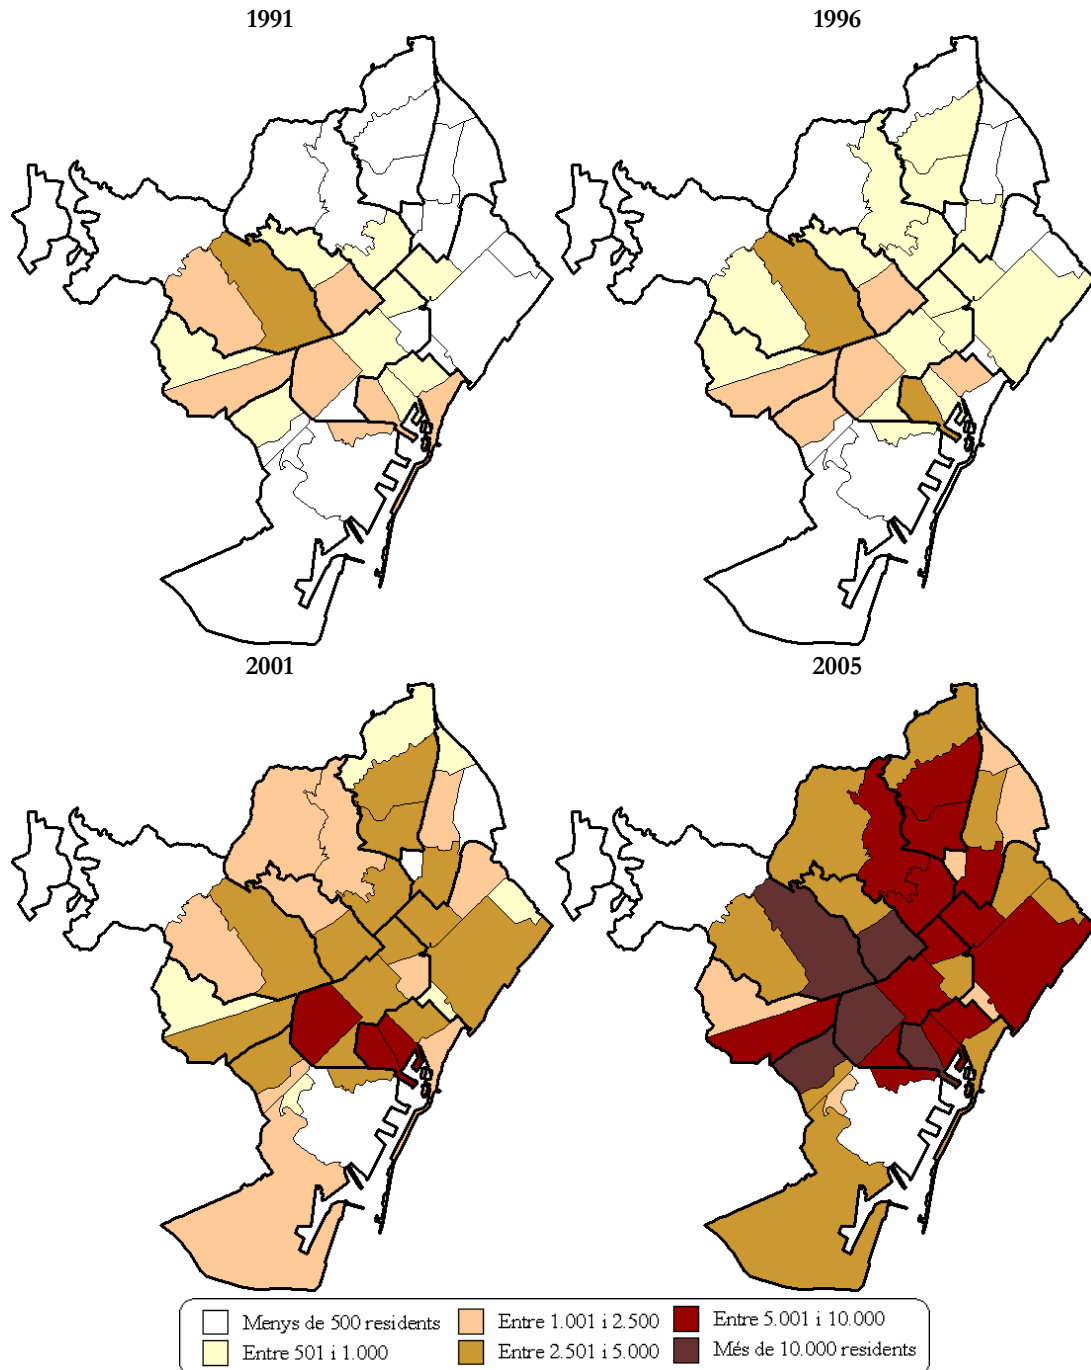 1991
1996
2001
2005
Menys de 500 residents
Entre 1.001 i 2.500
Entre 5.001 i 10.000
Entre 501 i 1.000
Entre 2.501 i 5.000
Més de 10.000 residents